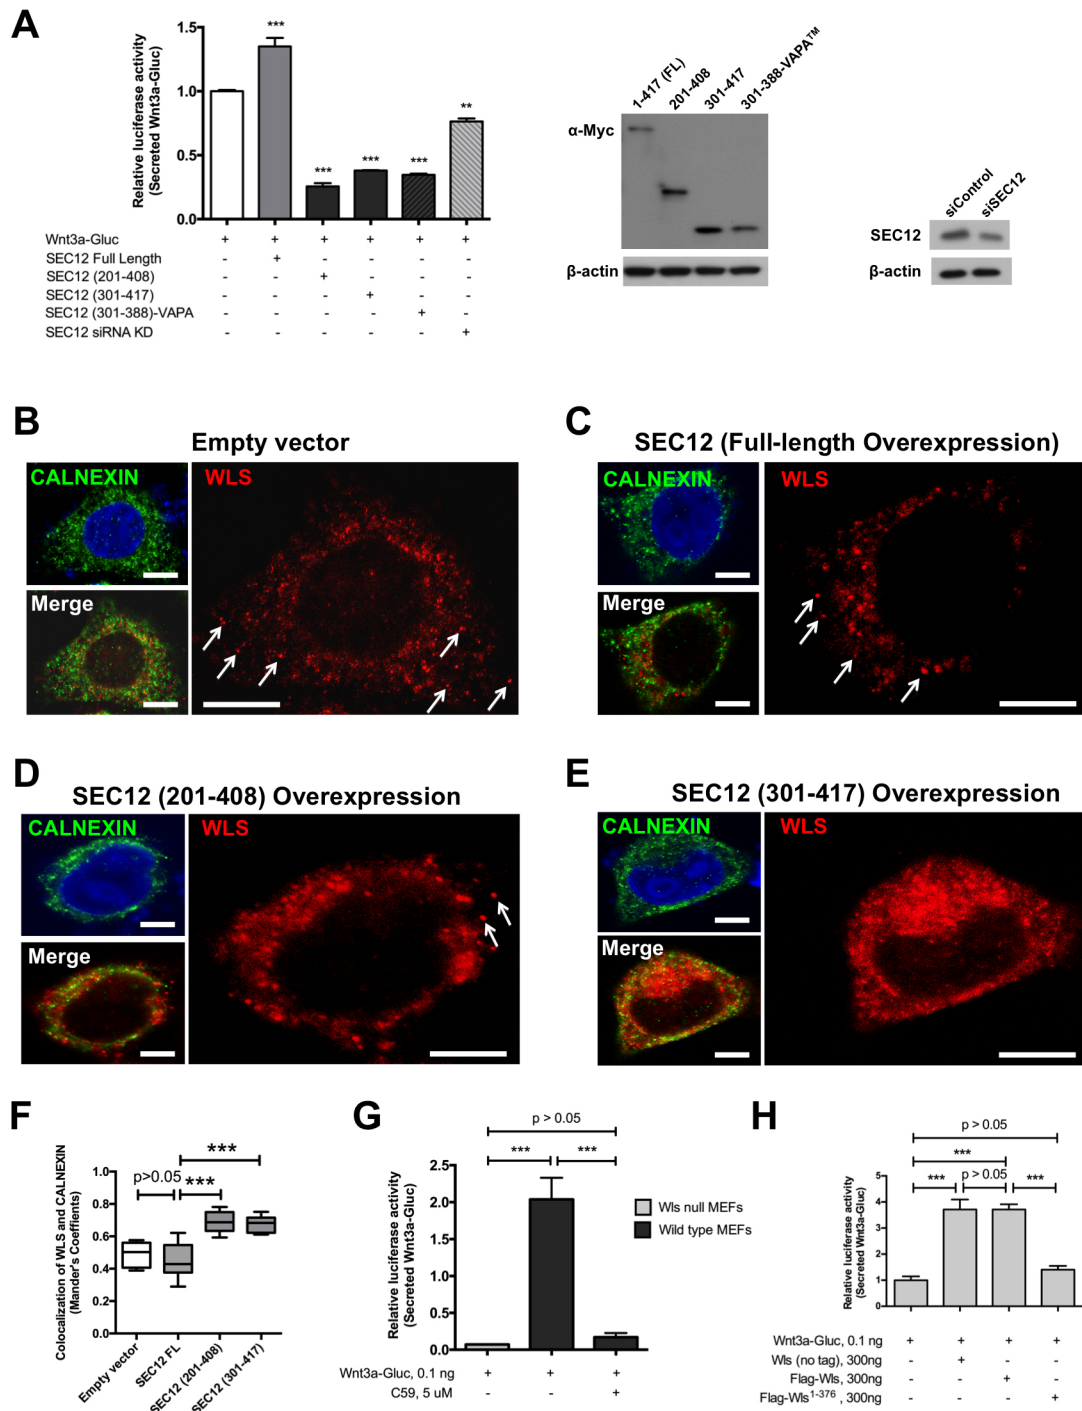 A
Relative luciferase activity
(Secreted Wnt3a-Gluc)
1.5
1.0
0.5
0.0
***
***
***
***
**
Wnt3a-Gluc + + + + + +
SEC12 Full Length - + - - - -
SEC12 (201-408) - - + - - -
SEC12 (301-417) - - - + - -
SEC12 (301-388)-VAPA - - - - + -
SEC12 siRNA KD - - - - - +
1-417 (FL)
201-408
301-417
301-388-VAPA™
α-Myc
β-actin
siControl
siSEC12
SEC12
β-actin
B
Empty vector
CALNEXIN
WLS
Merge
C
SEC12 (Full-length Overexpression)
CALNEXIN
WLS
Merge
D
SEC12 (201-408) Overexpression
CALNEXIN
WLS
Merge
E
SEC12 (301-417) Overexpression
CALNEXIN
WLS
Merge
F
Colocalization of WLS and CALNEXIN
(Mander's Coeffients)
1.0
0.8
0.6
0.4
0.2
0.0
p>0.05
***
***
Empty vector
SEC12 FL
SEC12 (201-408)
SEC12 (301-417)
G
p > 0.05
***
***
Relative luciferase activity
(Secreted Wnt3a-Gluc)
2.5
2.0
1.5
1.0
0.5
0.0
Wls null MEFs
Wild type MEFs
Wnt3a-Gluc, 0.1 ng + + +
C59, 5 uM - - +
H
p > 0.05
***
*** p > 0.05 ***
Relative luciferase activity
(Secreted Wnt3a-Gluc)
5
4
3
2
1
0
Wnt3a-Gluc, 0.1 ng + + + +
Wls (no tag), 300ng - + - -
Flag-Wls, 300ng - - + -
Flag-Wls1-376 , 300ng - - - +